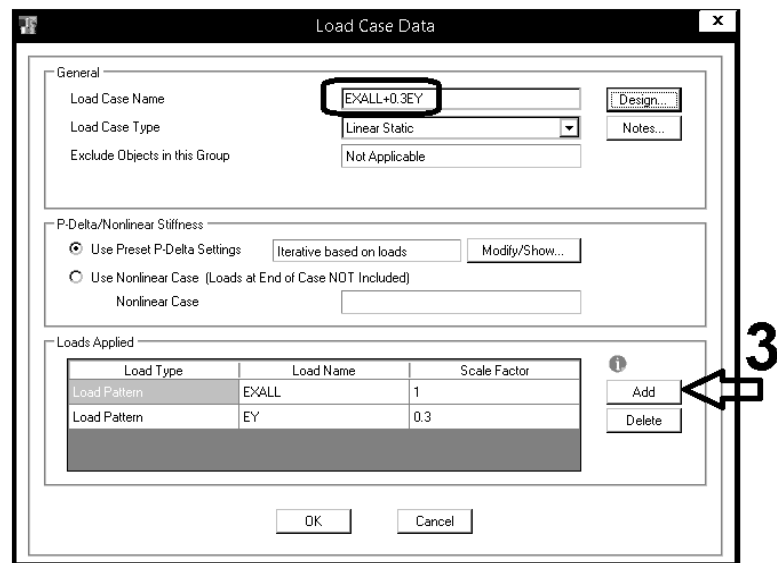 Load Case Data
x
General
Load Case Name EXALL+0.3EY Design...
Load Case Type Linear Static Notes...
Exclude Objects in this Group Not Applicable
P-Delta/Nonlinear Stiffness
Use Preset P-Delta Settings Iterative based on loads Modify/Show...
Use Nonlinear Case (Loads at End of Case NOT Included)
Nonlinear Case
Loads Applied
Load Type Load Name Scale Factor
Load Pattern EXALL 1 Add
Load Pattern EY 0.3 Delete
3
i
OK Cancel